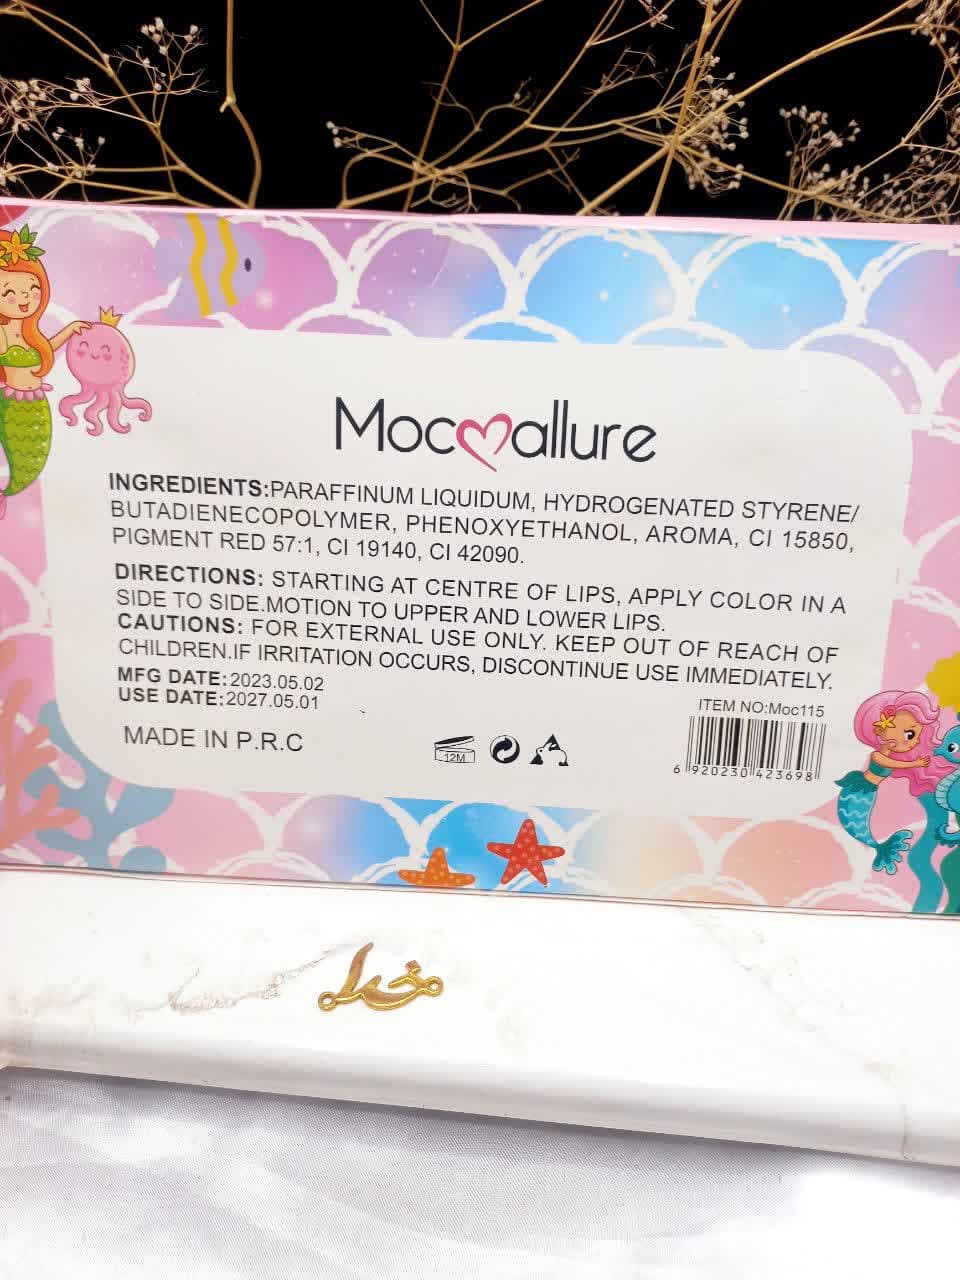 Mocallure
INGREDIENTS:PARAFFINUM LIQUIDUM, HYDROGENATED STYRENE/
BUTADIENECOPOLYMER, PHENOXYETHANOL, AROMA, CI 15850,
PIGMENT RED 57:1, CI 19140, CI 42090.
DIRECTIONS: STARTING AT CENTRE OF LIPS, APPLY COLOR IN A
SIDE TO SIDE.MOTION TO UPPER AND LOWER LIPS.
CAUTIONS: FOR EXTERNAL USE ONLY. KEEP OUT OF REACH OF
CHILDREN.IF IRRITATION OCCURS, DISCONTINUE USE IMMEDIATELY.
MFG DATE:2023.05.02
USE DATE:2027.05.01
ITEM NO:Moc115
MADE IN P.R.C
12M
6 920230 423698